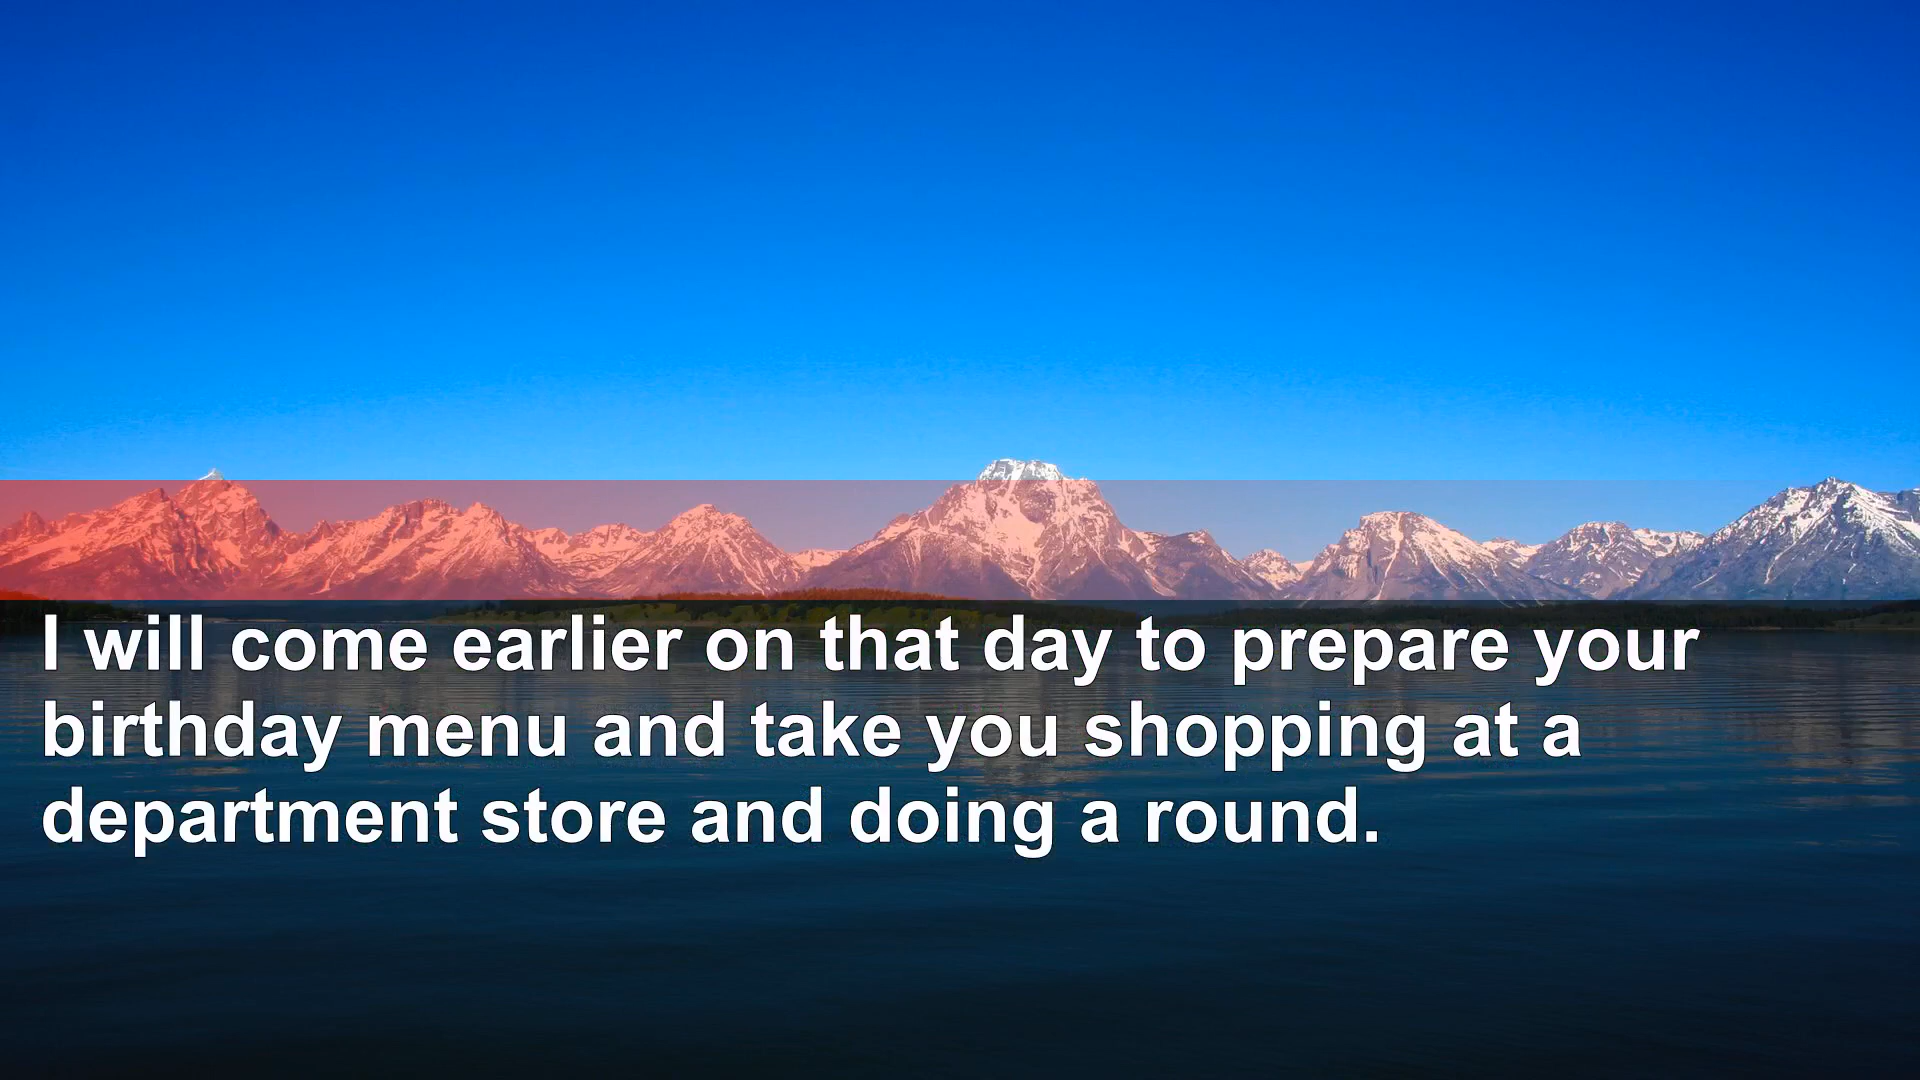 I will come earlier on that day to prepare your
birthday menu and take you shopping at a
department store and doing a round.